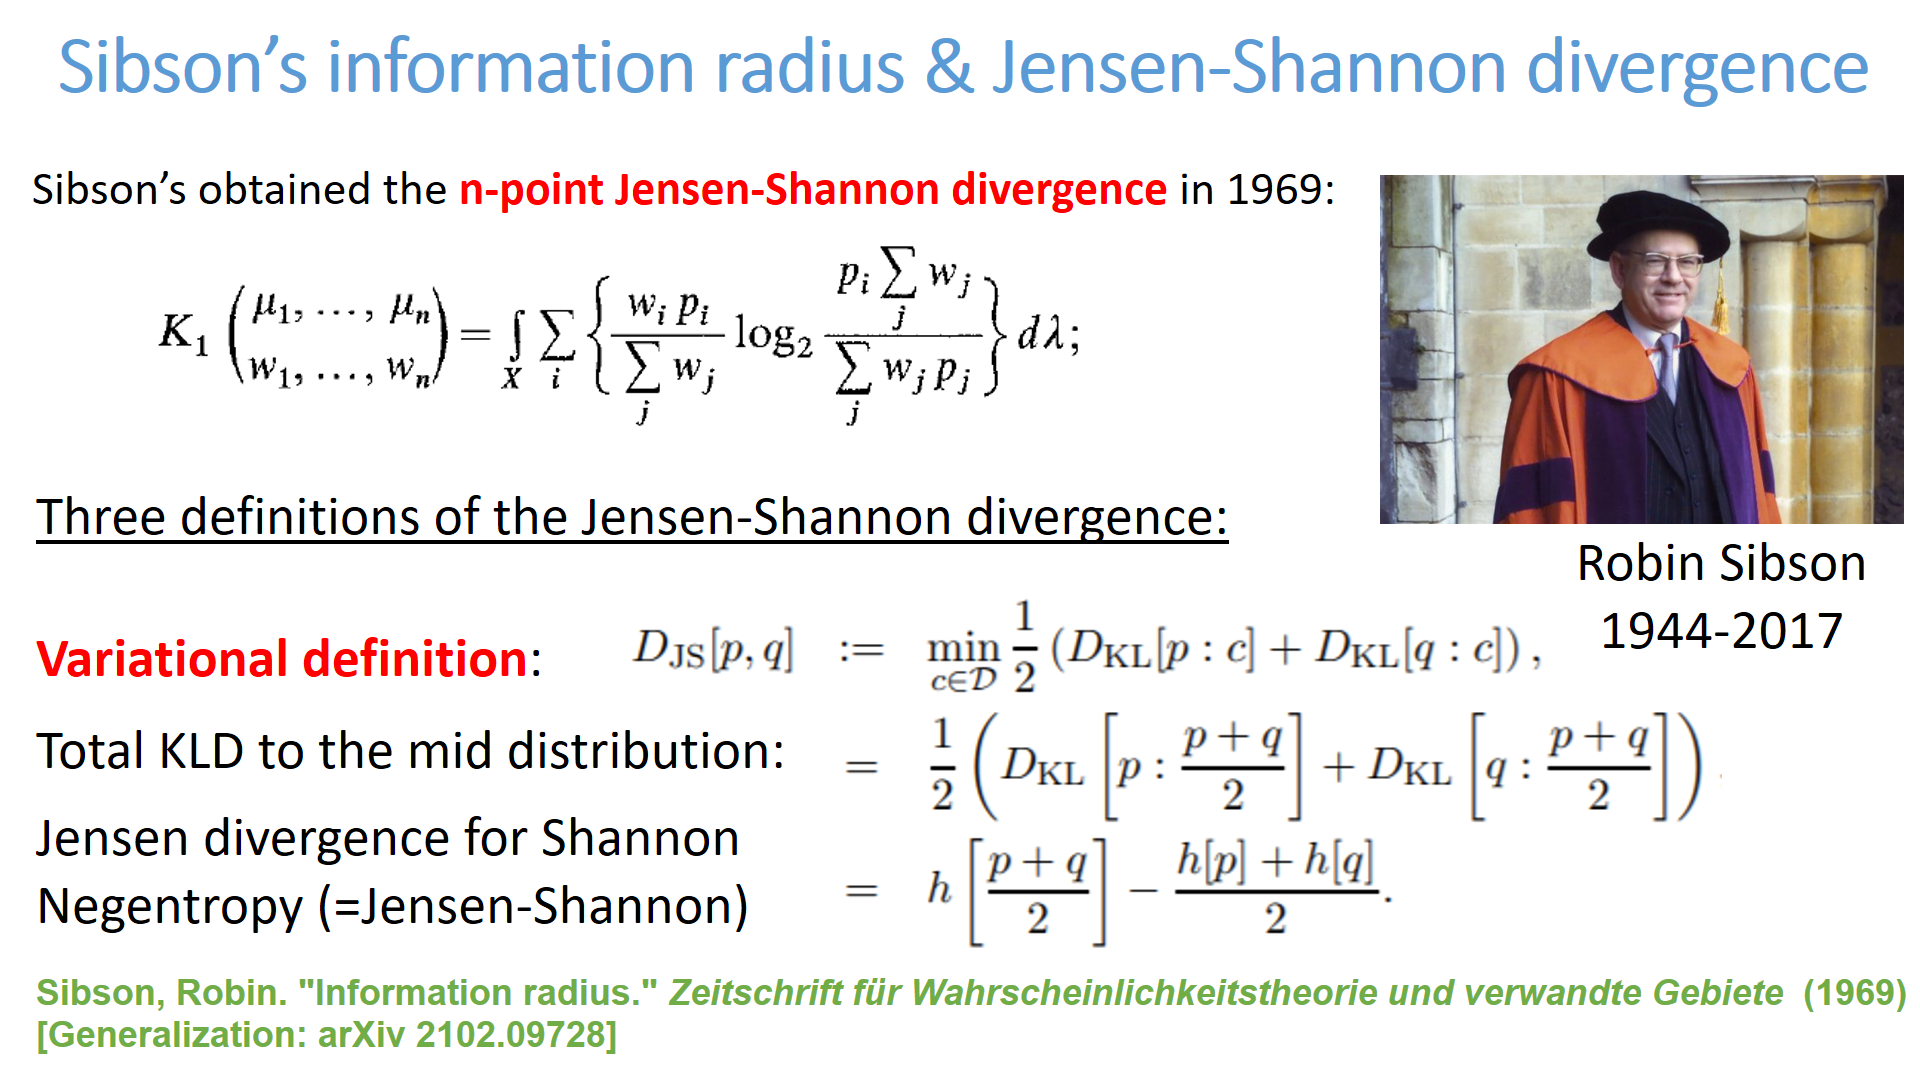 Sibson's information radius & Jensen-Shannon divergence
Sibson's obtained the n-point Jensen-Shannon divergence in 1969:
K_1 \begin{pmatrix} \mu_1, \ldots, \mu_n \\ w_1, \ldots, w_n \end{pmatrix} = \int_X \sum_i \left\{ \frac{w_i p_i}{\sum_j w_j} \log_2 \frac{p_i \sum_j w_j}{\sum_j w_j p_j} \right\} d\lambda;
Three definitions of the Jensen-Shannon divergence:
Robin Sibson
1944-2017
Variational definition: D_{JS}[p, q] := \min_{c \in \mathcal{D}} \frac{1}{2} (D_{KL}[p : c] + D_{KL}[q : c]),
Total KLD to the mid distribution: = \frac{1}{2} \left( D_{KL} \left[ p : \frac{p+q}{2} \right] + D_{KL} \left[ q : \frac{p+q}{2} \right] \right)
Jensen divergence for Shannon
Negentropy (=Jensen-Shannon) = h \left[ \frac{p+q}{2} \right] - \frac{h[p] + h[q]}{2}.
Sibson, Robin. "Information radius." Zeitschrift für Wahrscheinlichkeitstheorie und verwandte Gebiete (1969)
[Generalization: arXiv 2102.09728]